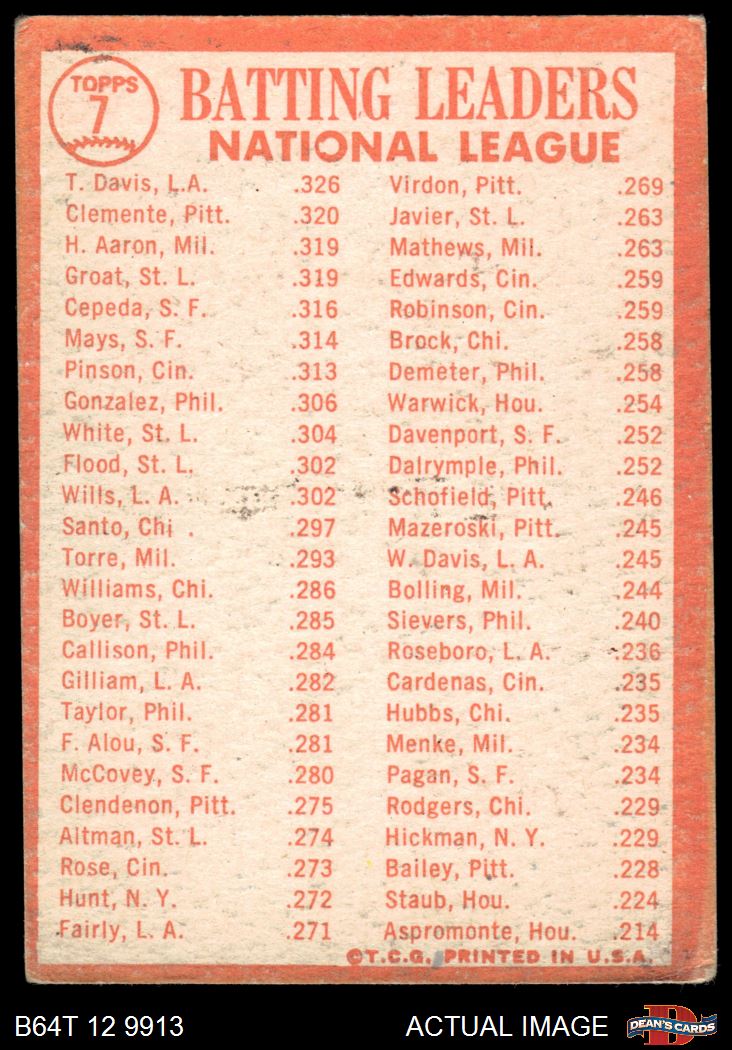 TOPPS
7
BATTING LEADERS
NATIONAL LEAGUE
T. Davis, L.A. .326
Clemente, Pitt. .320
H. Aaron, Mil. .319
Groat, St. L. .319
Cepeda, S. F. .316
Mays, S. F. .314
Pinson, Cin. .313
Gonzalez, Phil. .306
White, St. L. .304
Flood, St. L. .302
Wills, L. A. .302
Santo, Chi . .297
Torre, Mil. .293
Williams, Chi. .286
Boyer, St. L. .285
Callison, Phil. .284
Gilliam, L. A. .282
Taylor, Phil. .281
F. Alou, S. F. .281
McCovey, S. F. .280
Clendenon, Pitt. .275
Altman, St. L. .274
Rose, Cin. .273
Hunt, N. Y. .272
Fairly, L. A. .271
Virdon, Pitt. .269
Javier, St. L. .263
Mathews, Mil. .263
Edwards, Cin. .259
Robinson, Cin. .259
Brock, Chi. .258
Demeter, Phil. .258
Warwick, Hou. .254
Davenport, S. F. .252
Dalrymple, Phil. .252
Schofield, Pitt. .246
Mazeroski, Pitt. .245
W. Davis, L. A. .245
Bolling, Mil. .244
Sievers, Phil. .240
Roseboro, L. A. .236
Cardenas, Cin. .235
Hubbs, Chi. .235
Menke, Mil. .234
Pagan, S. F. .234
Rodgers, Chi. .229
Hickman, N. Y. .229
Bailey, Pitt. .228
Staub, Hou. .224
Aspromonte, Hou. .214
©T.C.G. PRINTED IN U.S.A.
B64T 12 9913
ACTUAL IMAGE
DEAN'S CARDS